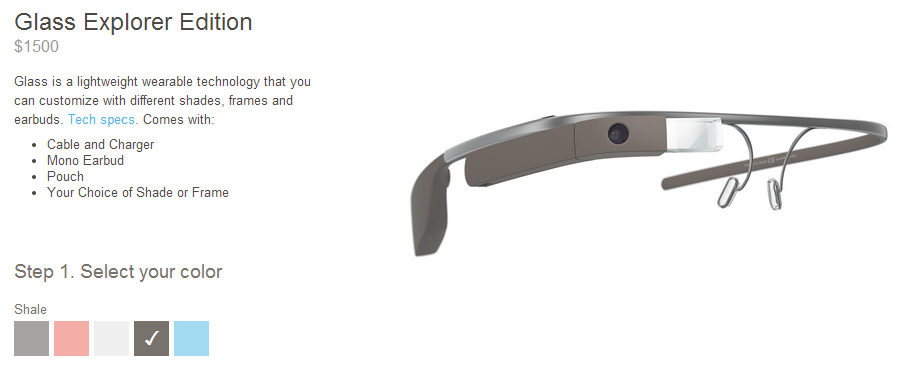 Glass Explorer Edition
$1500
Glass is a lightweight wearable technology that you
can customize with different shades, frames and
earbuds. Tech specs. Comes with:
Cable and Charger
Mono Earbud
Pouch
Your Choice of Shade or Frame
Step 1. Select your color
Shale